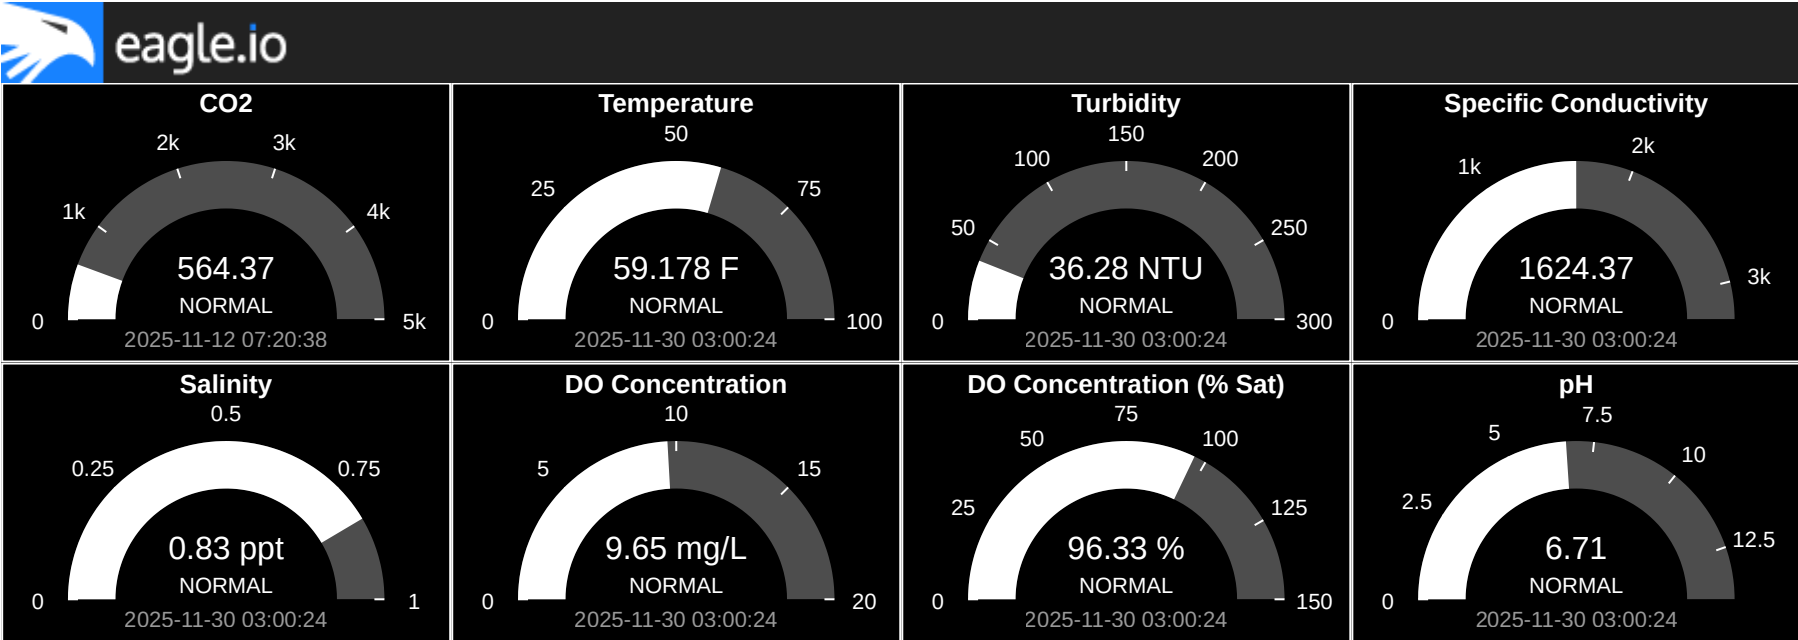 eagle.io
CO2
2k
3k
1k
4k
564.37
NORMAL
0
5k
2025-11-12 07:20:38
Temperature
50
25
75
59.178 F
NORMAL
0
100
2025-11-30 03:00:24
Turbidity
150
100
200
50
250
36.28 NTU
NORMAL
0
300
2025-11-30 03:00:24
Specific Conductivity
2k
1k
3k
1624.37
NORMAL
0
2025-11-30 03:00:24
Salinity
0.5
0.25
0.75
0.83 ppt
NORMAL
0
1
2025-11-30 03:00:24
DO Concentration
10
5
15
9.65 mg/L
NORMAL
0
20
2025-11-30 03:00:24
DO Concentration (% Sat)
75
50
100
25
125
96.33 %
NORMAL
0
150
2025-11-30 03:00:24
pH
7.5
5
10
2.5
12.5
6.71
NORMAL
0
2025-11-30 03:00:24